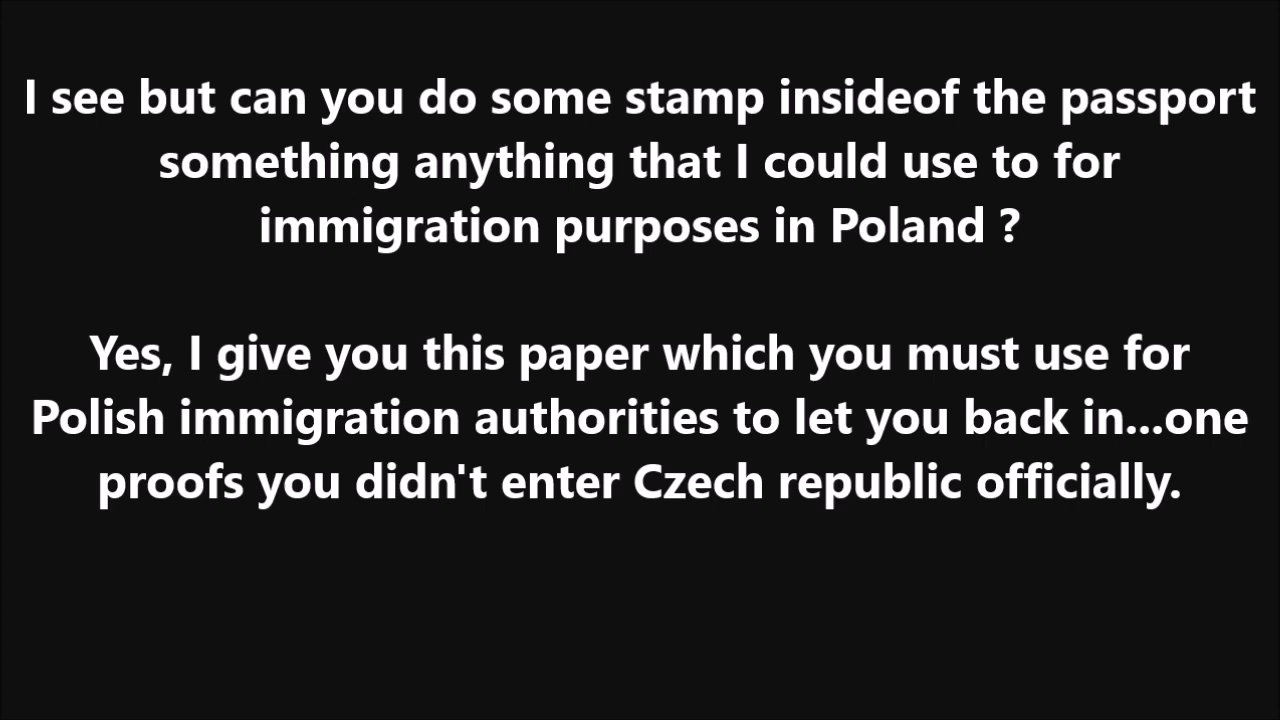 I see but can you do some stamp insideof the passport
something anything that I could use to for
immigration purposes in Poland ?
Yes, I give you this paper which you must use for
Polish immigration authorities to let you back in...one
proofs you didn't enter Czech republic officially.